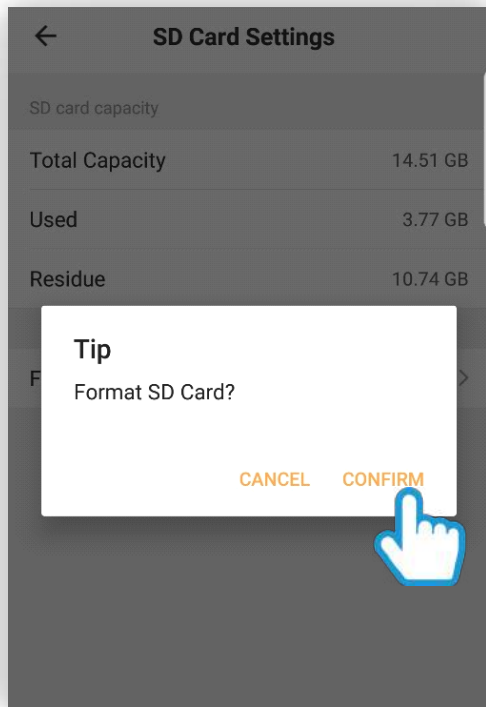 SD Card Settings
SD card capacity
Total Capacity 14.51 GB
Used 3.77 GB
Residue 10.74 GB
Tip
Format SD Card?
CANCEL CONFIRM